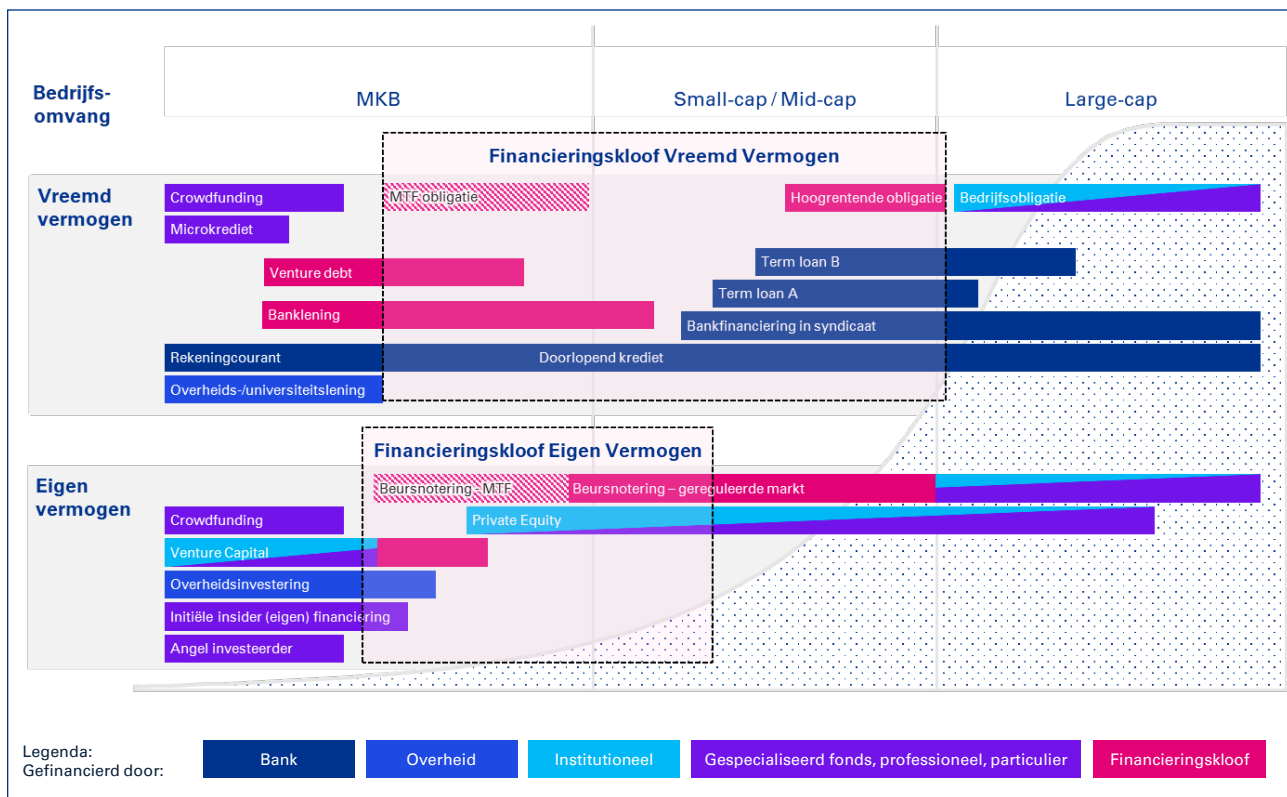 Bedrijfs-
omvang
MKB
Small-cap / Mid-cap
Large-cap
Financieringskloof Vreemd Vermogen
Vreemd
vermogen
Crowdfunding
MTF obligatie
Hoogrentende obligatie
Bedrijfsobligatie
Microkrediet
Venture debt
Term loan B
Term loan A
Banklening
Bankfinanciering in syndicaat
Rekeningcourant
Doorlopend krediet
Overheids-/universiteitslening
Financieringskloof Eigen Vermogen
Eigen
vermogen
Beursnotering - MTF
Beursnotering – gereguleerde markt
Crowdfunding
Private Equity
Venture Capital
Overheidsinvestering
Initiële insider (eigen) financiering
Angel investeerder
Legenda:
Gefinancierd door:
Bank
Overheid
Institutioneel
Gespecialiseerd fonds, professioneel, particulier
Financieringskloof